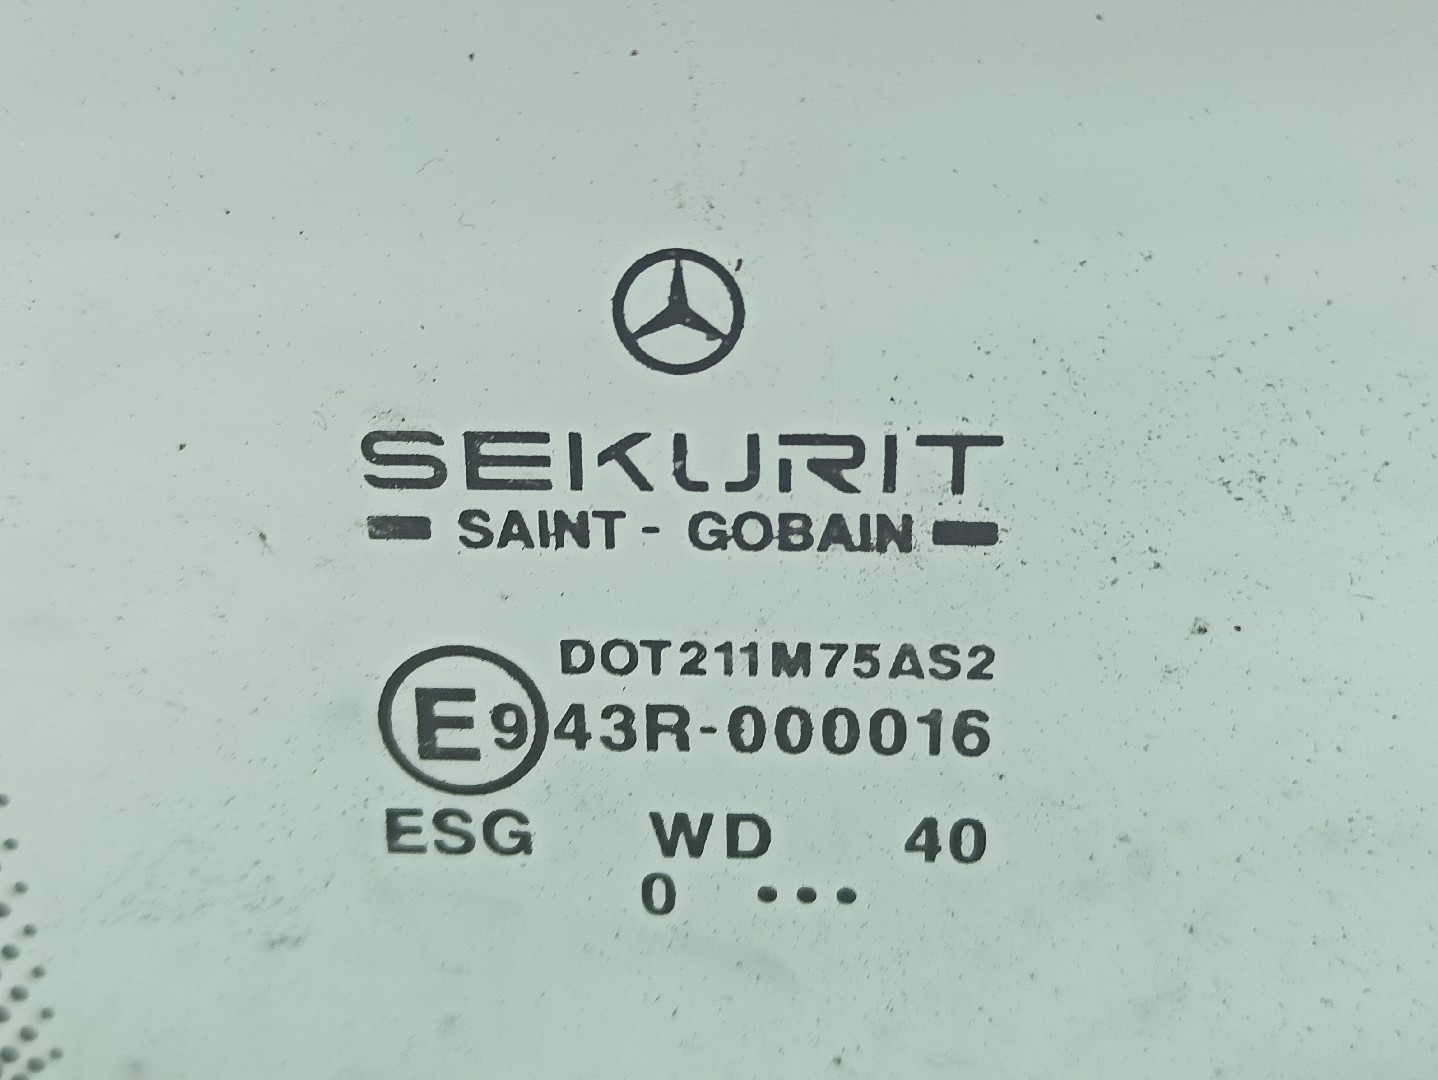 SEKURIT
SAINT - GOBAIN
DOT211M75AS2
E9 43R-000016
ESG WD 40
0 •••